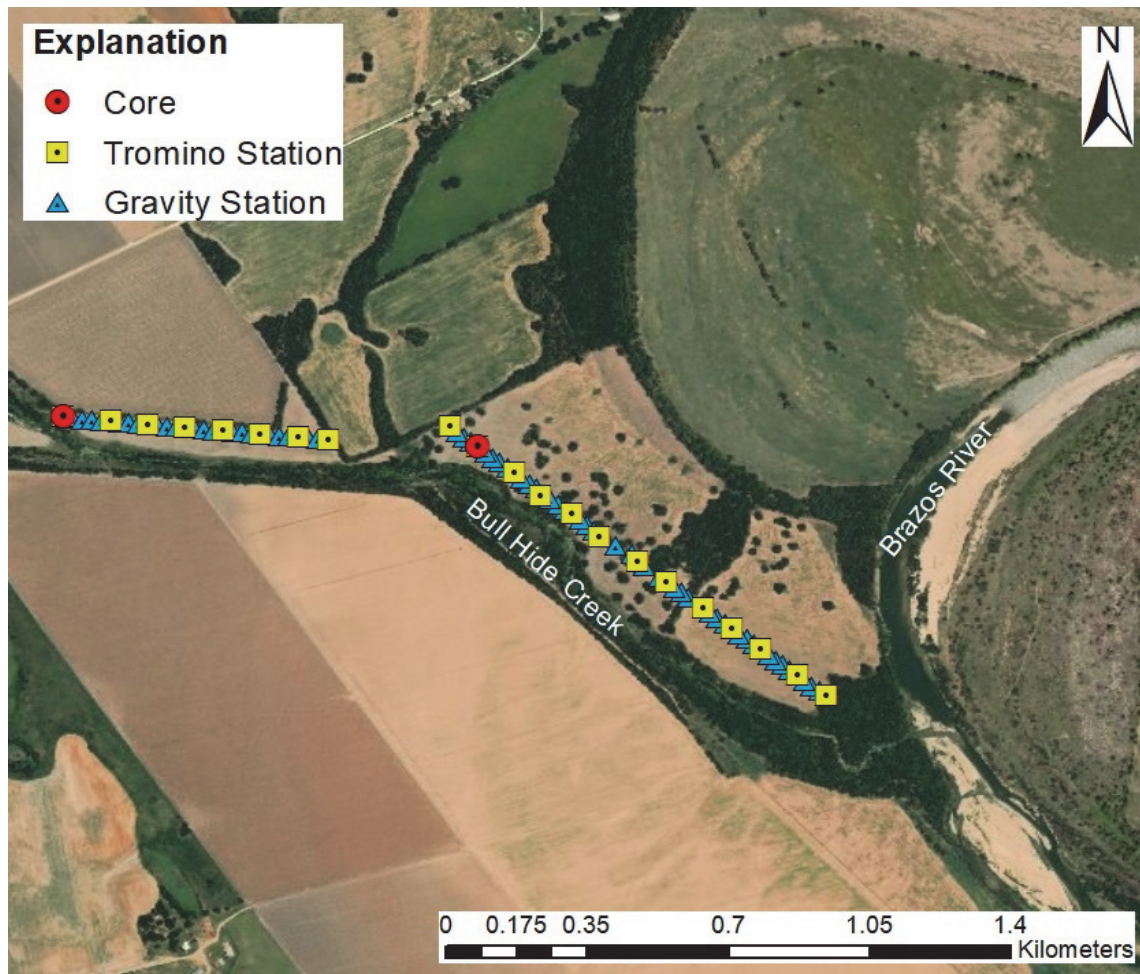 Explanation
Core
Tromino Station
Gravity Station
N
Brazos River
Bull Hide Creek
0 0.175 0.35 0.7 1.05 1.4
Kilometers